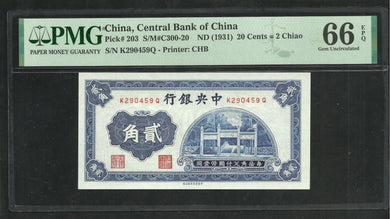 PMG
PAPER MONEY GUARANTY
China, Central Bank of China
Pick# 203 S/M#C300-20 ND (1931) 20 Cents = 2 Chiao
S/N K290459Q - Printer: CHB
66 EPQ
Gem Uncirculated
K290459Q K290459Q
行銀央中
貳角